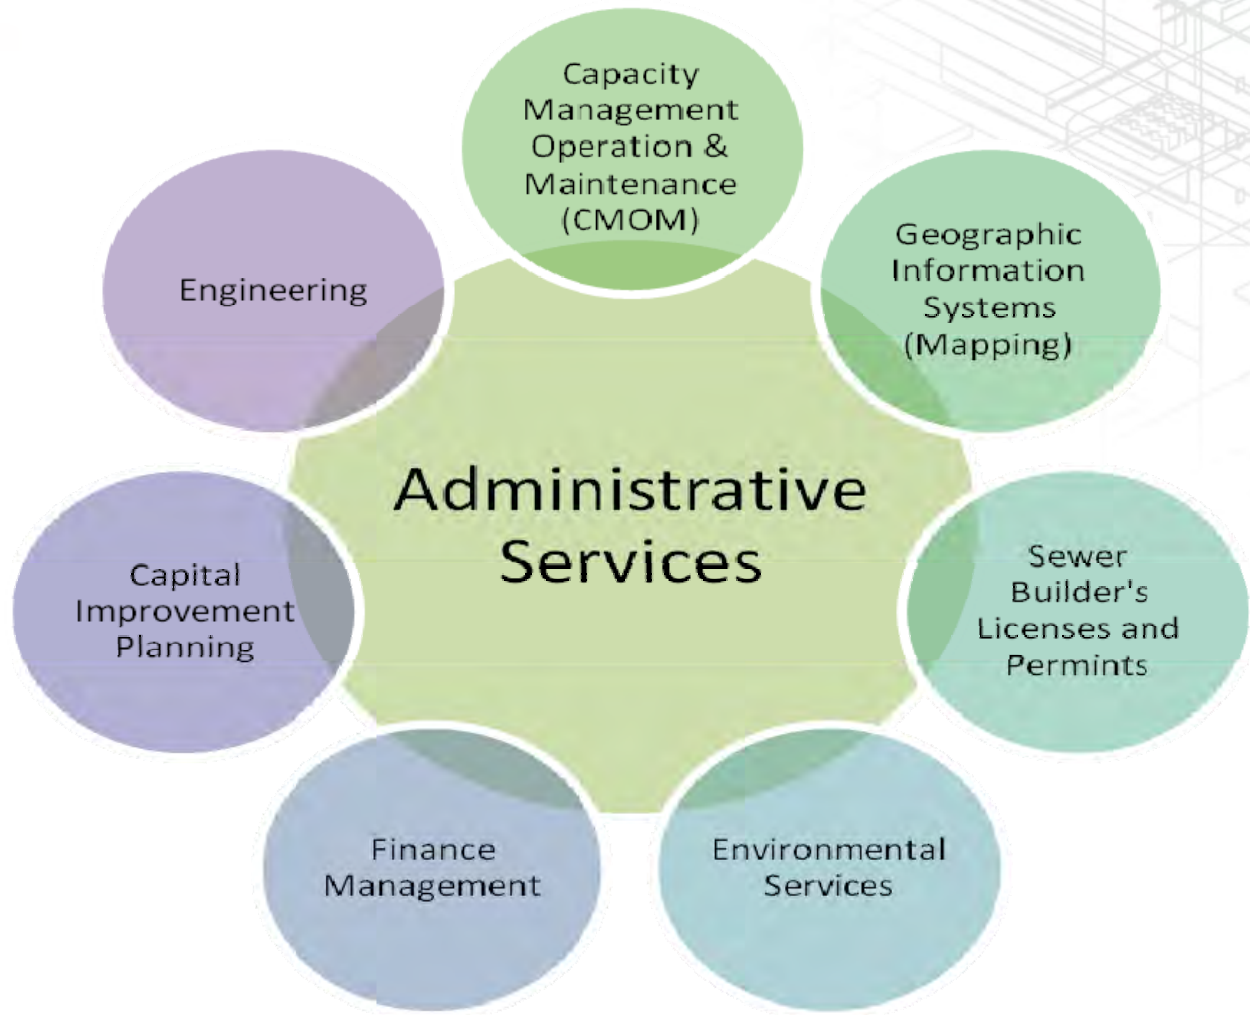 Capacity
Management
Operation &
Maintenance
(CMOM)
Geographic
Information
Systems
(Mapping)
Engineering
Administrative
Services
Sewer
Builder's
Licenses and
Permints
Capital
Improvement
Planning
Finance
Management
Environmental
Services